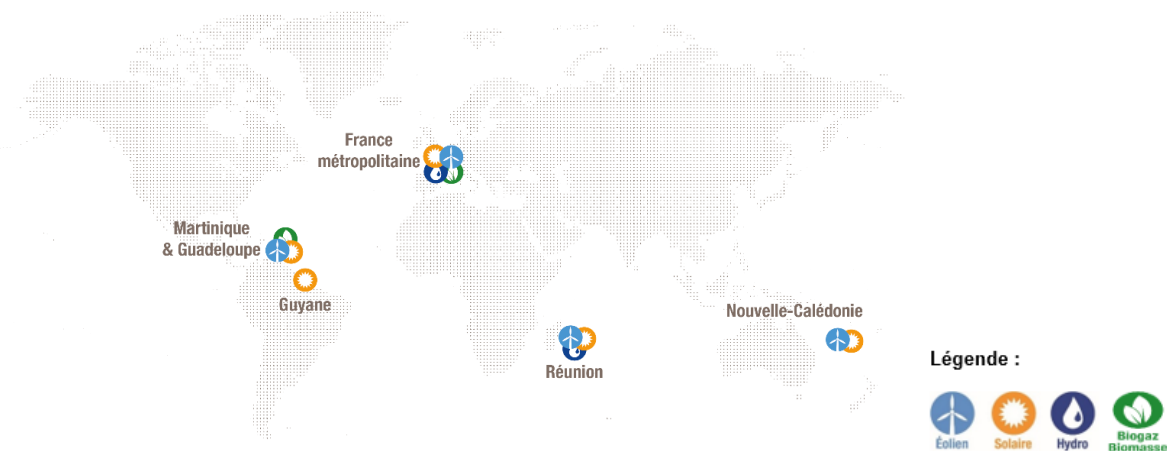 France
métropolitaine
Martinique
& Guadeloupe
Guyane
Nouvelle-Calédonie
Réunion
Légende :
Éolien
Solaire
Hydro
Biogaz
Biomasse